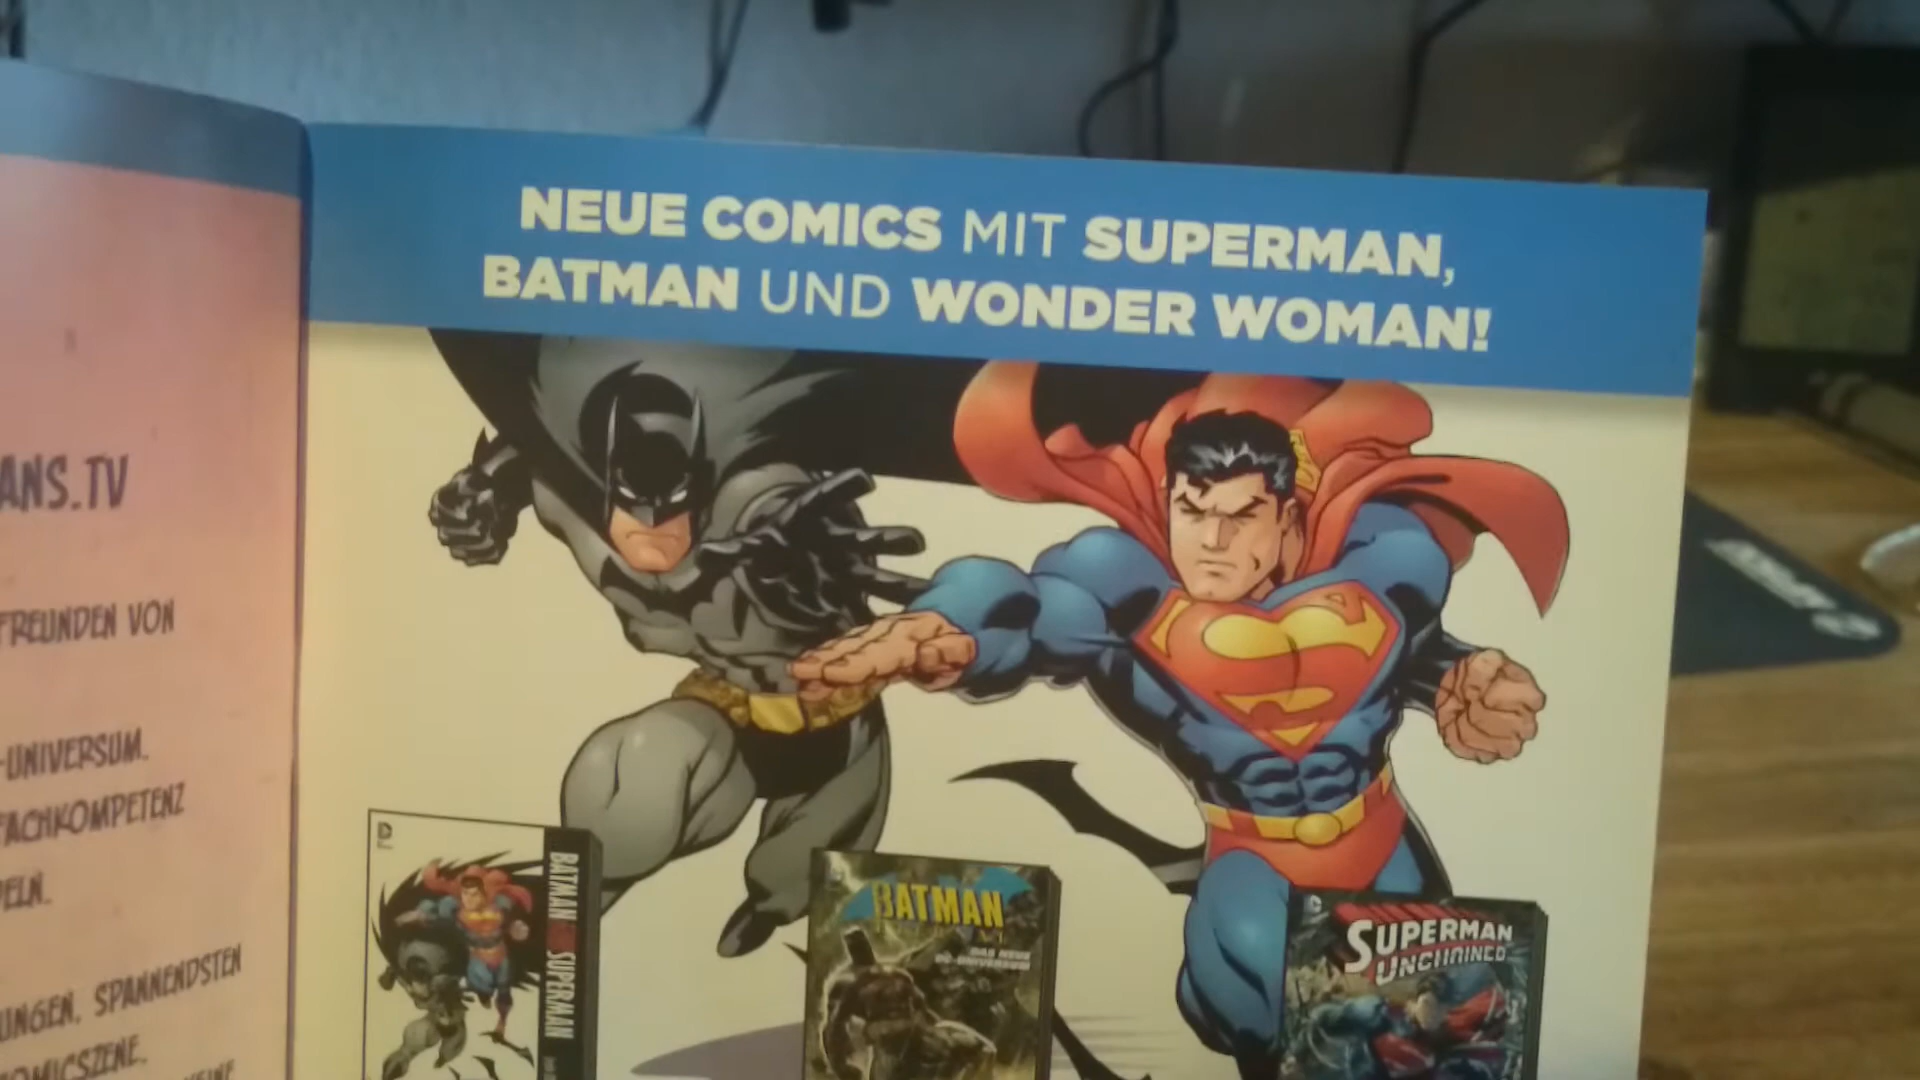 ANS.TV
FREUNDEN VON
-UNIVERSUM.
FACHKOMPETENZ
ELN.
UNGEN, SPANNENDSTEN
OMICSZENE.
NEUE COMICS MIT SUPERMAN,
BATMAN UND WONDER WOMAN!
BATMAN SUPERMAN
BATMAN
DAS NEUE
DC-UNIVERSUM
SUPERMAN
UNCHAINED